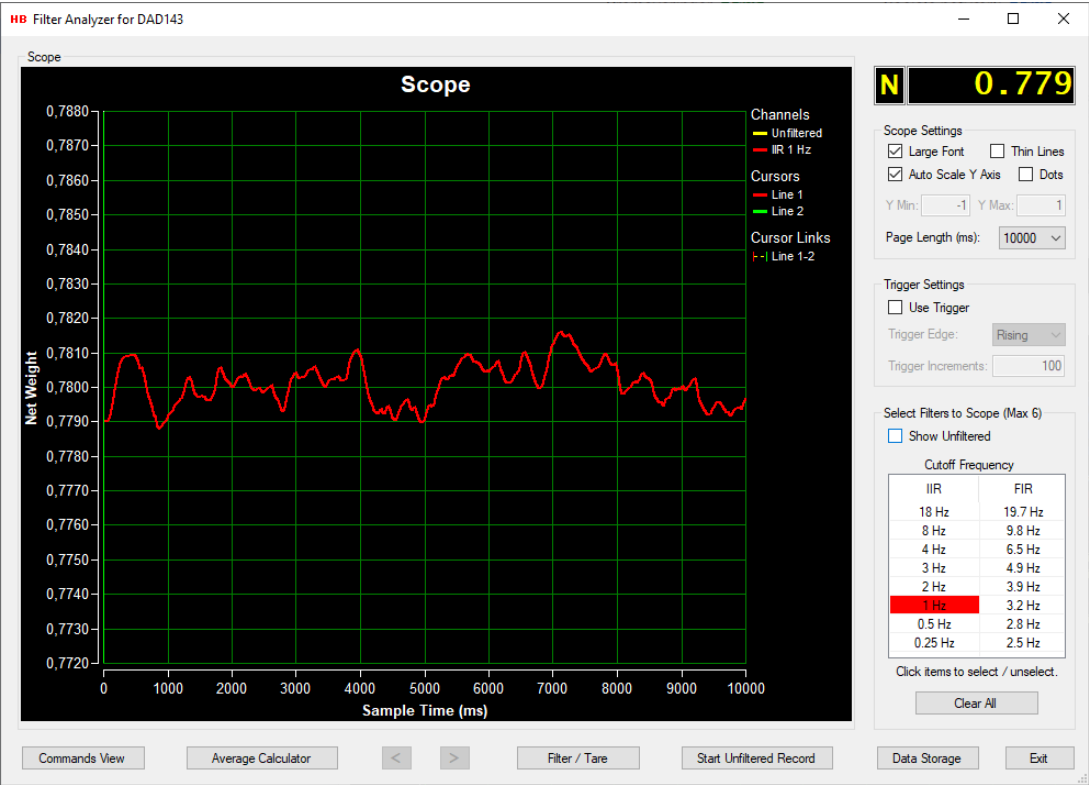 HB Filter Analyzer for DAD143
Scope
Scope
0,7880
0,7870
0,7860
0,7850
0,7840
0,7830
0,7820
0,7810
0,7800
0,7790
0,7780
0,7770
0,7760
0,7750
0,7740
0,7730
0,7720
Net Weight
0 1000 2000 3000 4000 5000 6000 7000 8000 9000 10000
Sample Time (ms)
Channels
Unfiltered
IIR 1 Hz
Cursors
Line 1
Line 2
Cursor Links
Line 1-2
N 0.779
Scope Settings
Large Font Thin Lines
Auto Scale Y Axis Dots
Y Min: -1 Y Max: 1
Page Length (ms): 10000
Trigger Settings
Use Trigger
Trigger Edge: Rising
Trigger Increments: 100
Select Filters to Scope (Max 6)
Show Unfiltered
Cutoff Frequency
IIR FIR
18 Hz 19.7 Hz
8 Hz 9.8 Hz
4 Hz 6.5 Hz
3 Hz 4.9 Hz
2 Hz 3.9 Hz
1 Hz 3.2 Hz
0.5 Hz 2.8 Hz
0.25 Hz 2.5 Hz
Click items to select / unselect.
Clear All
Commands View Average Calculator < > Filter / Tare Start Unfiltered Record Data Storage Exit